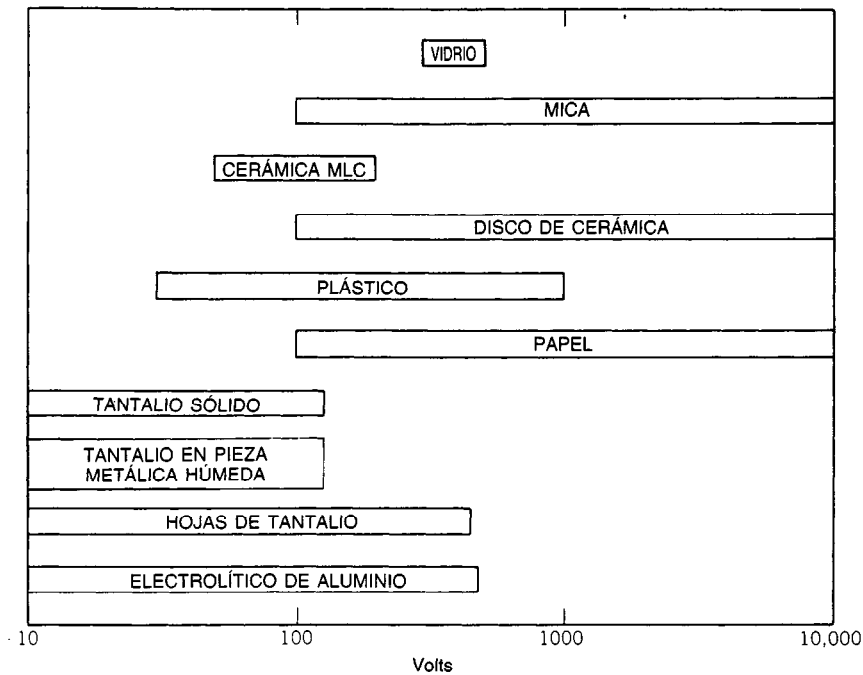 VIDRIO
MICA
CERÁMICA MLC
DISCO DE CERÁMICA
PLÁSTICO
PAPEL
TANTALIO SÓLIDO
TANTALIO EN PIEZA
METÁLICA HÚMEDA
HOJAS DE TANTALIO
ELECTROLÍTICO DE ALUMINIO
10 100 1000 10,000
Volts